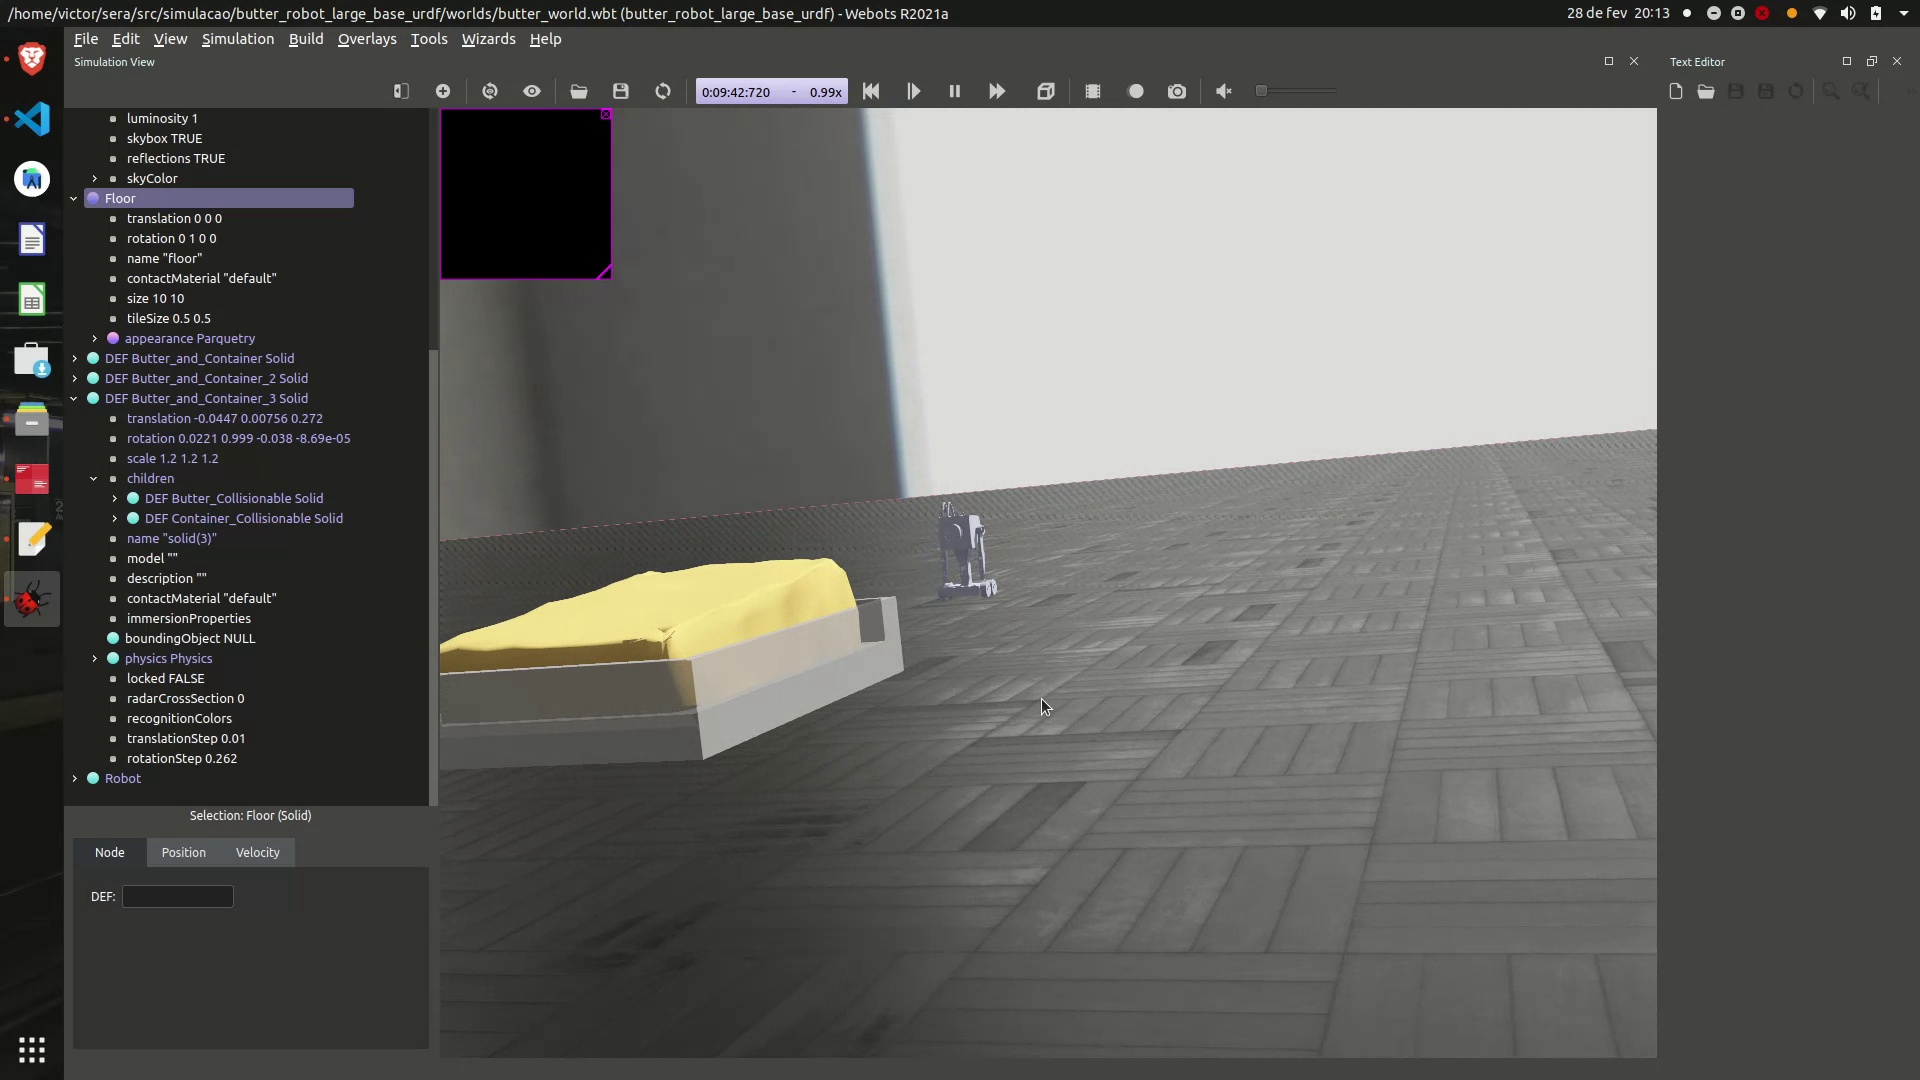 /home/victor/sera/src/simulacao/butter_robot_large_base_urdf/worlds/butter_world.wbt (butter_robot_large_base_urdf) - Webots R2021a
28 de fev 20:13
File Edit View Simulation Build Overlays Tools Wizards Help
Simulation View
Text Editor
0:09:42:720 - 0.99x
luminosity 1
skybox TRUE
reflections TRUE
skyColor
Floor
translation 0 0 0
rotation 0 1 0 0
name "floor"
contactMaterial "default"
size 10 10
tileSize 0.5 0.5
appearance Parquetry
DEF Butter_and_Container Solid
DEF Butter_and_Container_2 Solid
DEF Butter_and_Container_3 Solid
translation -0.0447 0.00756 0.272
rotation 0.0221 0.999 -0.038 -8.69e-05
scale 1.2 1.2 1.2
children
DEF Butter_Collisionable Solid
DEF Container_Collisionable Solid
name "solid(3)"
model ""
description ""
contactMaterial "default"
immersionProperties
boundingObject NULL
physics Physics
locked FALSE
radarCrossSection 0
recognitionColors
translationStep 0.01
rotationStep 0.262
Robot
Selection: Floor (Solid)
Node Position Velocity
DEF: